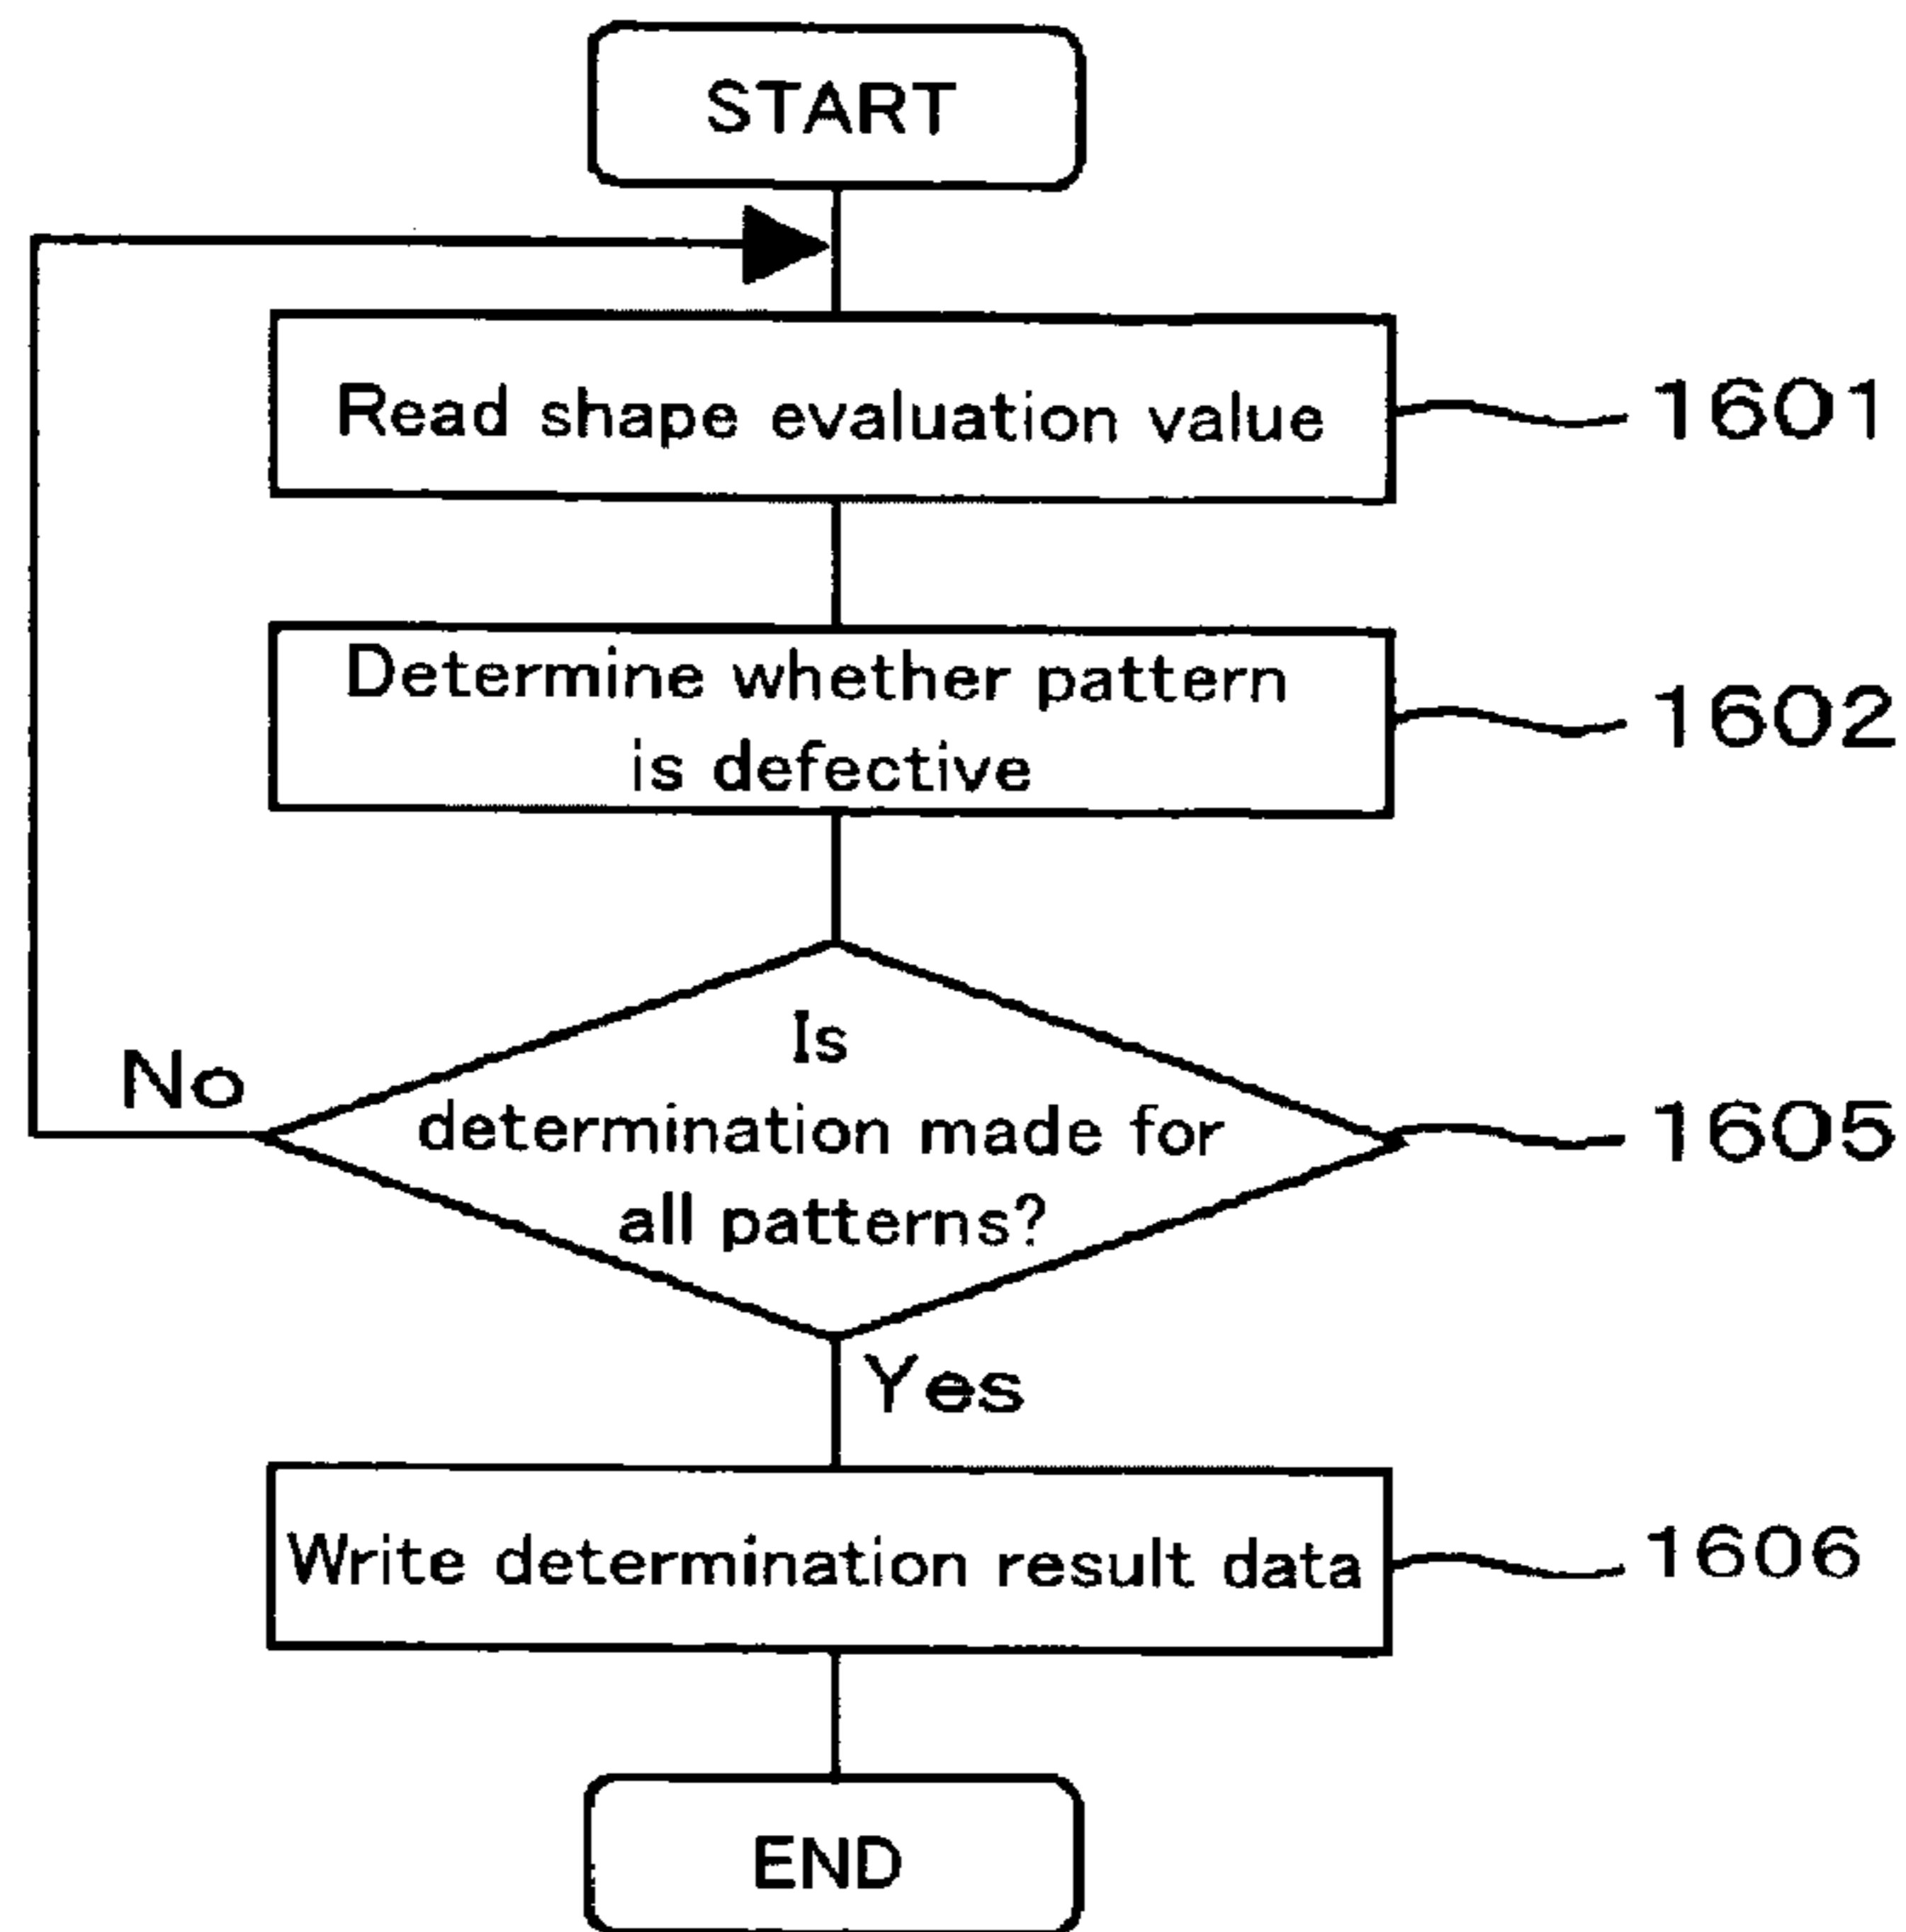 START
Read shape evaluation value
1601
Determine whether pattern
is defective
1602
Is
determination made for
all patterns?
No
1605
Yes
Write determination result data
1606
END